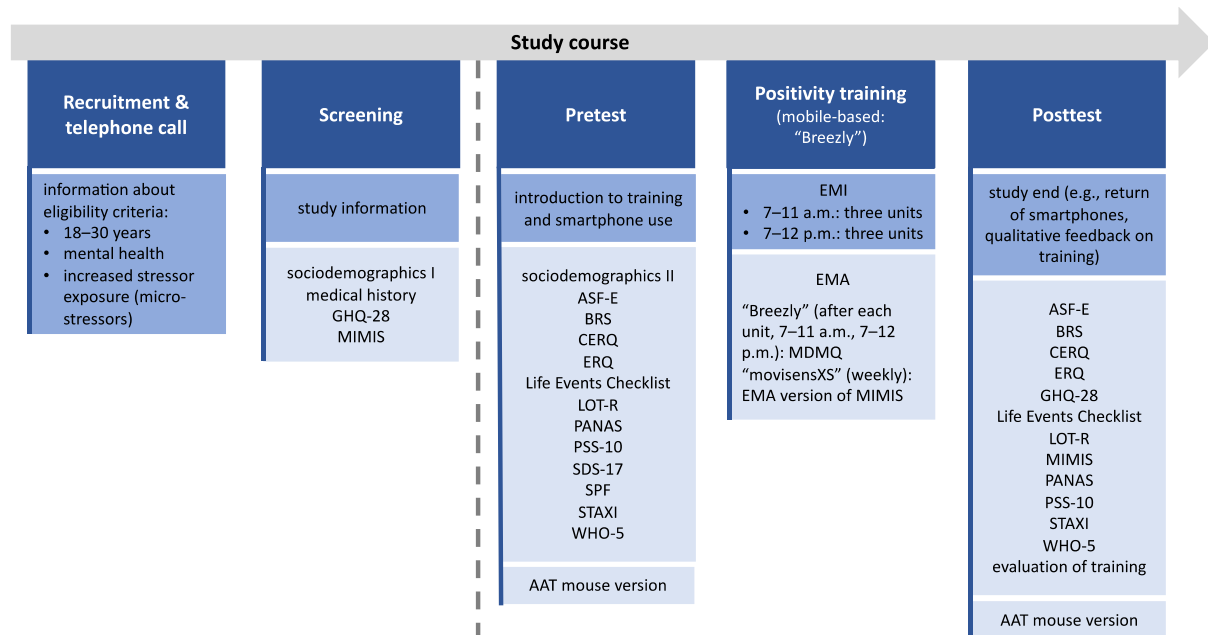 Study course
Recruitment &
telephone call
information about
eligibility criteria:
• 18–30 years
• mental health
• increased stressor
exposure (micro-
stressors)
Screening
study information
sociodemographics I
medical history
GHQ-28
MIMIS
Pretest
introduction to training
and smartphone use
sociodemographics II
ASF-E
BRS
CERQ
ERQ
Life Events Checklist
LOT-R
PANAS
PSS-10
SDS-17
SPF
STAXI
WHO-5
AAT mouse version
Positivity training
(mobile-based:
“Breezly”)
EMI
• 7–11 a.m.: three units
• 7–12 p.m.: three units
EMA
“Breezly” (after each
unit, 7–11 a.m., 7–12
p.m.): MDMQ
“movisensXS” (weekly):
EMA version of MIMIS
Posttest
study end (e.g., return
of smartphones,
qualitative feedback on
training)
ASF-E
BRS
CERQ
ERQ
GHQ-28
Life Events Checklist
LOT-R
MIMIS
PANAS
PSS-10
STAXI
WHO-5
evaluation of training
AAT mouse version